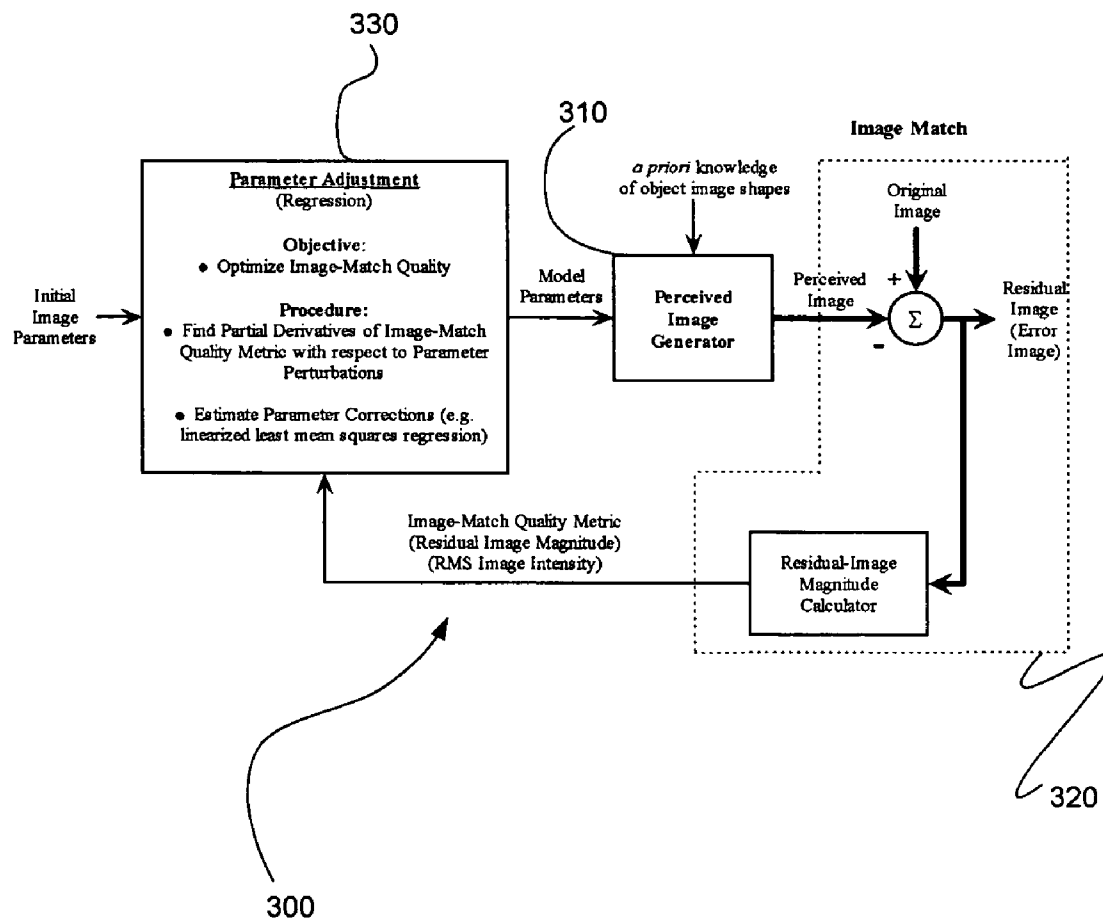 330
Parameter Adjustment
(Regression)
Objective:
● Optimize Image-Match Quality
Procedure:
● Find Partial Derivatives of Image-Match
Quality Metric with respect to Parameter
Perturbations
● Estimate Parameter Corrections (e.g.
linearized least mean squares regression)
Initial
Image
Parameters
Model
Parameters
310
a priori knowledge
of object image shapes
Perceived
Image
Generator
Image Match
Original
Image
Perceived
Image
+
-
Σ
Residual
Image
(Error
Image)
Image-Match Quality Metric
(Residual Image Magnitude)
(RMS Image Intensity)
Residual-Image
Magnitude
Calculator
320
300